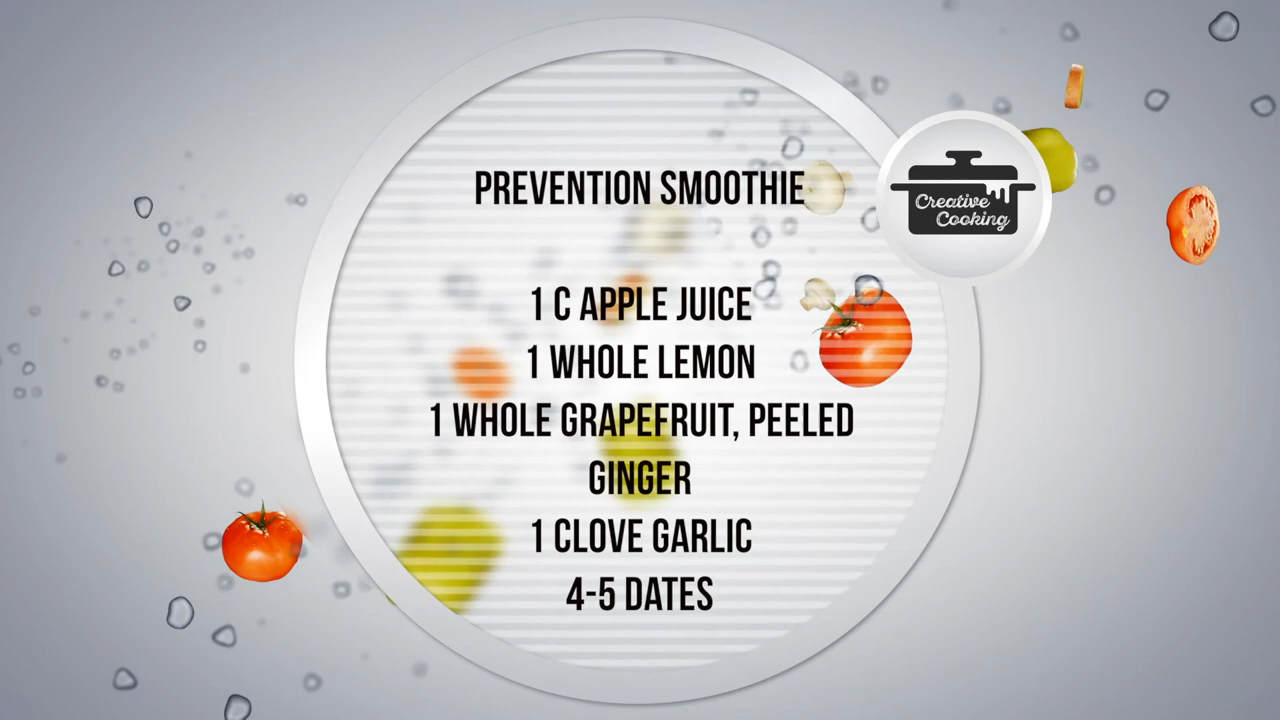 PREVENTION SMOOTHIE
Creative
Cooking
1 C APPLE JUICE
1 WHOLE LEMON
1 WHOLE GRAPEFRUIT, PEELED
GINGER
1 CLOVE GARLIC
4-5 DATES